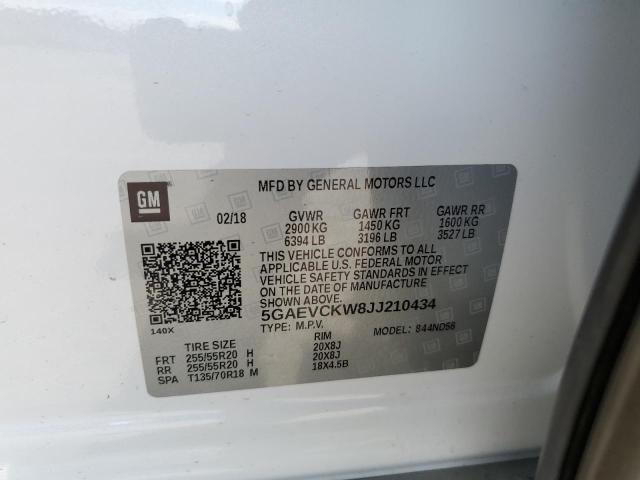 GM
MFD BY GENERAL MOTORS LLC
02/18 GVWR GAWR FRT GAWR RR
2900 KG 1450 KG 1600 KG
6394 LB 3196 LB 3527 LB
THIS VEHICLE CONFORMS TO ALL
APPLICABLE U.S. FEDERAL MOTOR
VEHICLE SAFETY STANDARDS IN EFFECT
ON THE DATE OF MANUFACTURE
SHOWN ABOVE.
5GAEVCKW8JJ210434
140X
TYPE: M.P.V. MODEL: 844ND56
TIRE SIZE RIM
FRT 255/55R20 H 20X8J
RR 255/55R20 H 20X8J
SPA T135/70R18 M 18X4.5B